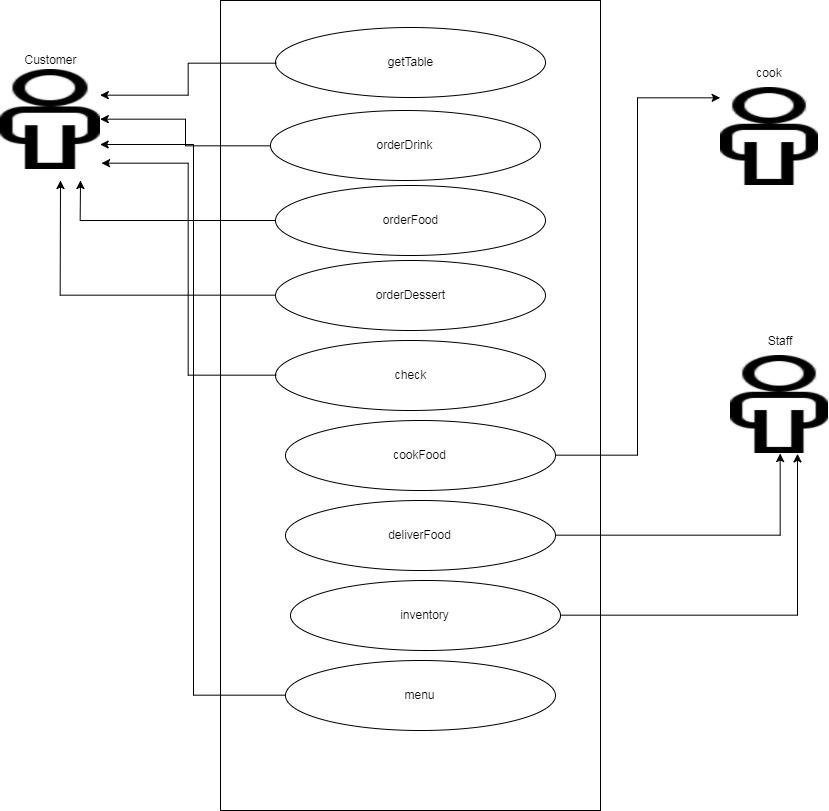 Customer
getTable
cook
orderDrink
orderFood
orderDessert
Staff
check
cookFood
deliverFood
inventory
menu